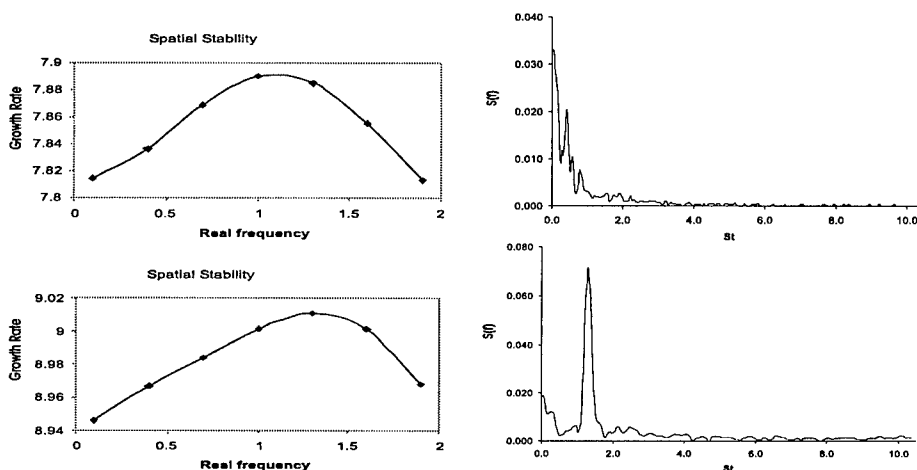 Spatial Stability
7.9
7.88
7.86
7.84
7.82
7.8
Growth Rate
0 0.5 1 1.5 2
Real frequency
0.040
0.030
0.020
0.010
0.000
S(f)
0.0 2.0 4.0 6.0 8.0 10.0
St
Spatial Stability
9.02
9
8.98
8.96
8.94
Growth Rate
0 0.5 1 1.5 2
Real frequency
0.080
0.060
0.040
0.020
0.000
S(f)
0.0 2.0 4.0 6.0 8.0 10.0
St